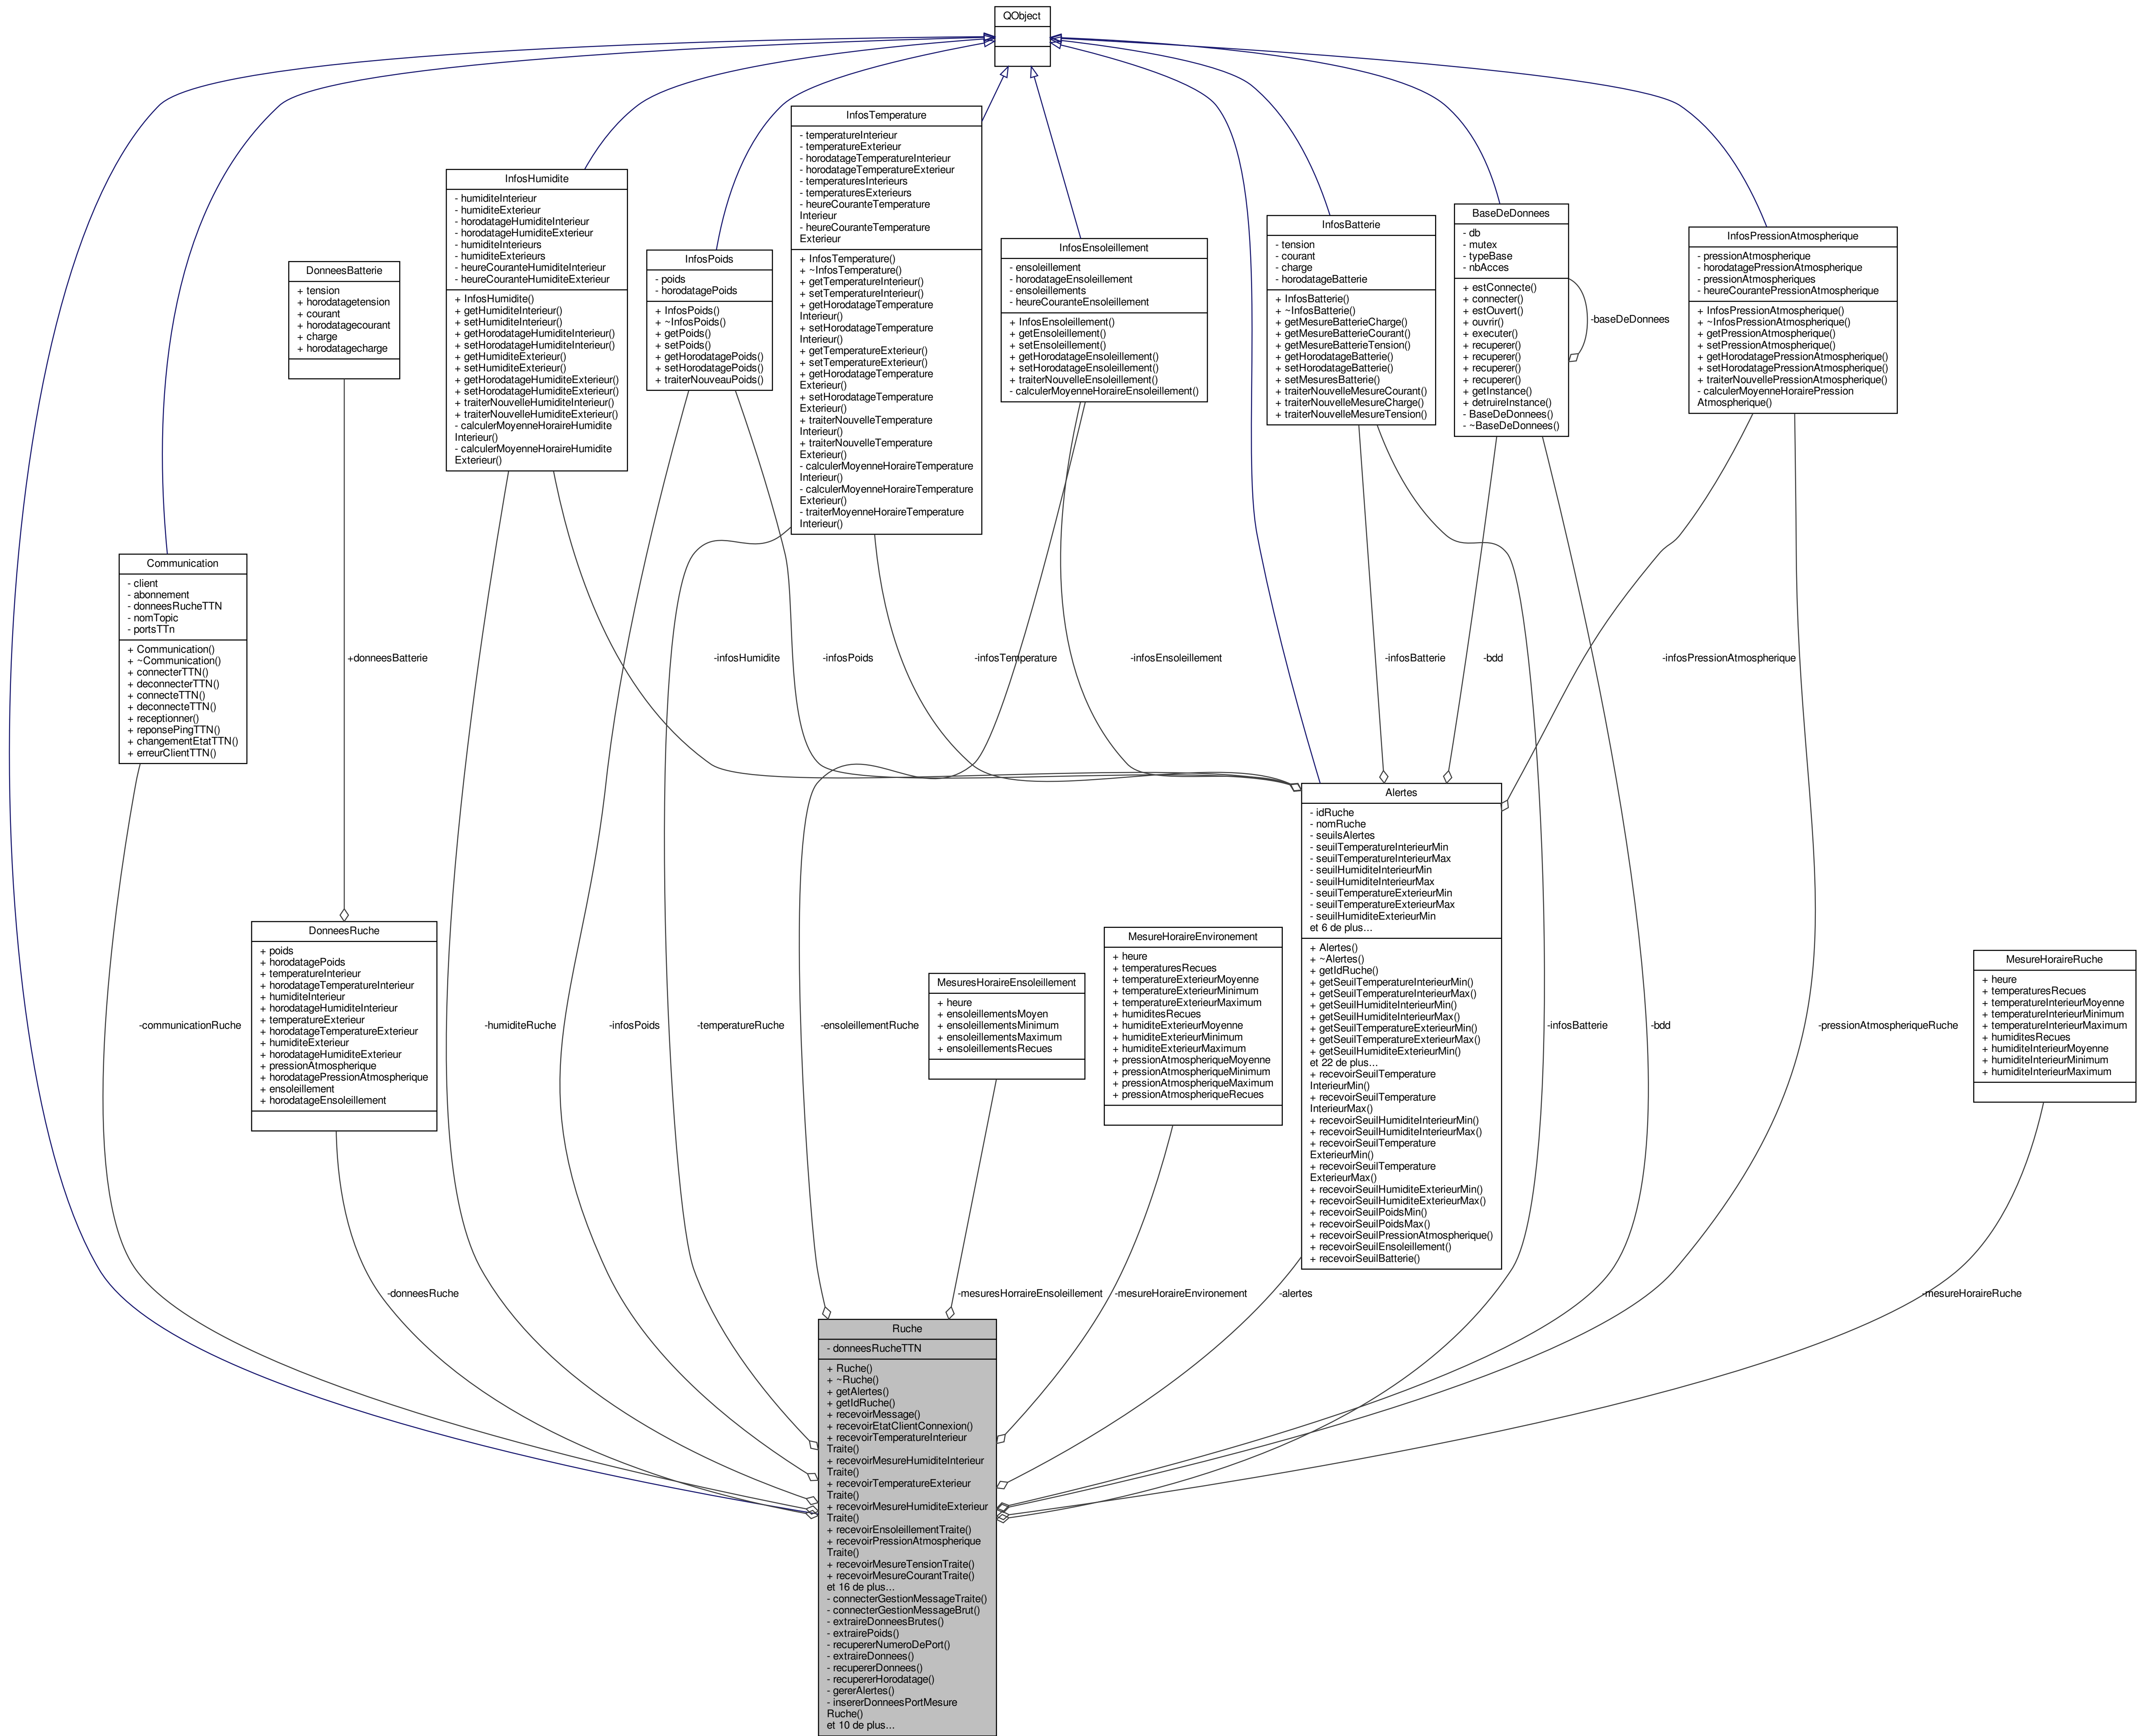 QObject
InfosTemperature
- temperatureInterieur
- temperatureExterieur
- horodatageTemperatureInterieur
- horodatageTemperatureExterieur
- temperaturesInterieurs
- temperaturesExterieurs
- heureCouranteTemperature
Interieur
- heureCouranteTemperature
Exterieur
+ InfosTemperature()
+ ~InfosTemperature()
+ getTemperatureInterieur()
+ setTemperatureInterieur()
+ getHorodatageTemperature
Interieur()
+ setHorodatageTemperature
Interieur()
+ getTemperatureExterieur()
+ setTemperatureExterieur()
+ getHorodatageTemperature
Exterieur()
+ setHorodatageTemperature
Exterieur()
+ traiterNouvelleTemperature
Interieur()
+ traiterNouvelleTemperature
Exterieur()
- calculerMoyenneHoraireTemperature
Interieur()
- calculerMoyenneHoraireTemperature
Exterieur()
- traiterMoyenneHoraireTemperature
Interieur()
InfosHumidite
- humiditeInterieur
- humiditeExterieur
- horodatageHumiditeInterieur
- horodatageHumiditeExterieur
- humiditeInterieurs
- humiditeExterieurs
- heureCouranteHumiditeInterieur
- heureCouranteHumiditeExterieur
+ InfosHumidite()
+ getHumiditeInterieur()
+ setHumiditeInterieur()
+ getHorodatageHumiditeInterieur()
+ setHorodatageHumiditeInterieur()
+ getHumiditeExterieur()
+ setHumiditeExterieur()
+ getHorodatageHumiditeExterieur()
+ setHorodatageHumiditeExterieur()
+ traiterNouvelleHumiditeInterieur()
+ traiterNouvelleHumiditeExterieur()
- calculerMoyenneHoraireHumidite
Interieur()
- calculerMoyenneHoraireHumidite
Exterieur()
InfosPoids
- poids
- horodatagePoids
+ InfosPoids()
+ ~InfosPoids()
+ getPoids()
+ setPoids()
+ getHorodatagePoids()
+ setHorodatagePoids()
+ traiterNouveauPoids()
InfosEnsoleillement
- ensoleillement
- horodatageEnsoleillement
- ensoleillements
- heureCouranteEnsoleillement
+ InfosEnsoleillement()
+ getEnsoleillement()
+ setEnsoleillement()
+ getHorodatageEnsoleillement()
+ setHorodatageEnsoleillement()
+ traiterNouvelleEnsoleillement()
- calculerMoyenneHoraireEnsoleillement()
InfosBatterie
- tension
- courant
- charge
- horodatageBatterie
+ InfosBatterie()
+ ~InfosBatterie()
+ getMesureBatterieCharge()
+ getMesureBatterieCourant()
+ getMesureBatterieTension()
+ getHorodatageBatterie()
+ setHorodatageBatterie()
+ setMesuresBatterie()
+ traiterNouvelleMesureCourant()
+ traiterNouvelleMesureCharge()
+ traiterNouvelleMesureTension()
BaseDeDonnees
- db
- mutex
- typeBase
- nbAcces
+ estConnecte()
+ connecter()
+ estOuvert()
+ ouvrir()
+ executer()
+ recuperer()
+ recuperer()
+ recuperer()
+ recuperer()
+ getInstance()
+ detruireInstance()
- BaseDeDonnees()
- ~BaseDeDonnees()
-baseDeDonnees
InfosPressionAtmospherique
- pressionAtmospherique
- horodatagePressionAtmospherique
- pressionAtmospheriques
- heureCourantePressionAtmospherique
+ InfosPressionAtmospherique()
+ ~InfosPressionAtmospherique()
+ getPressionAtmospherique()
+ setPressionAtmospherique()
+ getHorodatagePressionAtmospherique()
+ setHorodatagePressionAtmospherique()
+ traiterNouvellePressionAtmospherique()
- calculerMoyenneHorairePression
Atmospherique()
DonneesBatterie
+ tension
+ horodatagetension
+ courant
+ horodatagecourant
+ charge
+ horodatagecharge
Communication
- client
- abonnement
- donneesRucheTTN
- nomTopic
- portsTTn
+ Communication()
+ ~Communication()
+ connecterTTN()
+ deconnecterTTN()
+ connecteTTN()
+ deconnecteTTN()
+ receptionner()
+ reponsePingTTN()
+ changementEtatTTN()
+ erreurClientTTN()
+donneesBatterie
-infosHumidite
-infosPoids
-infosTemperature
-infosEnsoleillement
-infosBatterie
-bdd
-infosPressionAtmospherique
Alertes
- idRuche
- nomRuche
- seuilsAlertes
- seuilTemperatureInterieurMin
- seuilTemperatureInterieurMax
- seuilHumiditeInterieurMin
- seuilHumiditeInterieurMax
- seuilTemperatureExterieurMin
- seuilTemperatureExterieurMax
- seuilHumiditeExterieurMin
et 6 de plus...
+ Alertes()
+ ~Alertes()
+ getIdRuche()
+ getSeuilTemperatureInterieurMin()
+ getSeuilTemperatureInterieurMax()
+ getSeuilHumiditeInterieurMin()
+ getSeuilHumiditeInterieurMax()
+ getSeuilTemperatureExterieurMin()
+ getSeuilTemperatureExterieurMax()
+ getSeuilHumiditeExterieurMin()
et 22 de plus...
+ recevoirSeuilTemperature
InterieurMin()
+ recevoirSeuilTemperature
InterieurMax()
+ recevoirSeuilHumiditeInterieurMin()
+ recevoirSeuilHumiditeInterieurMax()
+ recevoirSeuilTemperature
ExterieurMin()
+ recevoirSeuilTemperature
ExterieurMax()
+ recevoirSeuilHumiditeExterieurMin()
+ recevoirSeuilHumiditeExterieurMax()
+ recevoirSeuilPoidsMin()
+ recevoirSeuilPoidsMax()
+ recevoirSeuilPressionAtmospherique()
+ recevoirSeuilEnsoleillement()
+ recevoirSeuilBatterie()
DonneesRuche
+ poids
+ horodatagePoids
+ temperatureInterieur
+ horodatageTemperatureInterieur
+ humiditeInterieur
+ horodatageHumiditeInterieur
+ temperatureExterieur
+ horodatageTemperatureExterieur
+ humiditeExterieur
+ horodatageHumiditeExterieur
+ pressionAtmospherique
+ horodatagePressionAtmospherique
+ ensoleillement
+ horodatageEnsoleillement
MesuresHoraireEnsoleillement
+ heure
+ ensoleillementsMoyen
+ ensoleillementsMinimum
+ ensoleillementsMaximum
+ ensoleillementsRecues
MesureHoraireEnvironement
+ heure
+ temperaturesRecues
+ temperatureExterieurMoyenne
+ temperatureExterieurMinimum
+ temperatureExterieurMaximum
+ humiditesRecues
+ humiditeExterieurMoyenne
+ humiditeExterieurMinimum
+ humiditeExterieurMaximum
+ pressionAtmospheriqueMoyenne
+ pressionAtmospheriqueMinimum
+ pressionAtmospheriqueMaximum
+ pressionAtmospheriqueRecues
MesureHoraireRuche
+ heure
+ temperaturesRecues
+ temperatureInterieurMoyenne
+ temperatureInterieurMinimum
+ temperatureInterieurMaximum
+ humiditesRecues
+ humiditeInterieurMoyenne
+ humiditeInterieurMinimum
+ humiditeInterieurMaximum
-communicationRuche
-humiditeRuche
-infosPoids
-temperatureRuche
-ensoleillementRuche
-infosBatterie
-bdd
-pressionAtmospheriqueRuche
-donneesRuche
-mesuresHorraireEnsoleillement
-mesureHoraireEnvironement
-alertes
-mesureHoraireRuche
Ruche
- donneesRucheTTN
+ Ruche()
+ ~Ruche()
+ getAlertes()
+ getIdRuche()
+ recevoirMessage()
+ recevoirEtatClientConnexion()
+ recevoirTemperatureInterieur
Traite()
+ recevoirMesureHumiditeInterieur
Traite()
+ recevoirTemperatureExterieur
Traite()
+ recevoirMesureHumiditeExterieur
Traite()
+ recevoirEnsoleillementTraite()
+ recevoirPressionAtmospherique
Traite()
+ recevoirMesureTensionTraite()
+ recevoirMesureCourantTraite()
et 16 de plus...
- connecterGestionMessageTraite()
- connecterGestionMessageBrut()
- extraireDonneesBrutes()
- extrairePoids()
- recupererNumeroDePort()
- extraireDonnees()
- recupererDonnees()
- recupererHorodatage()
- gererAlertes()
- insererDonneesPortMesure
Ruche()
et 10 de plus...